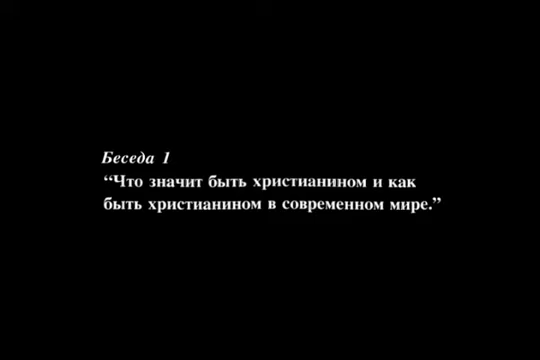 Беседа 1
“Что значит быть христианином и как
быть христианином в современном мире.”